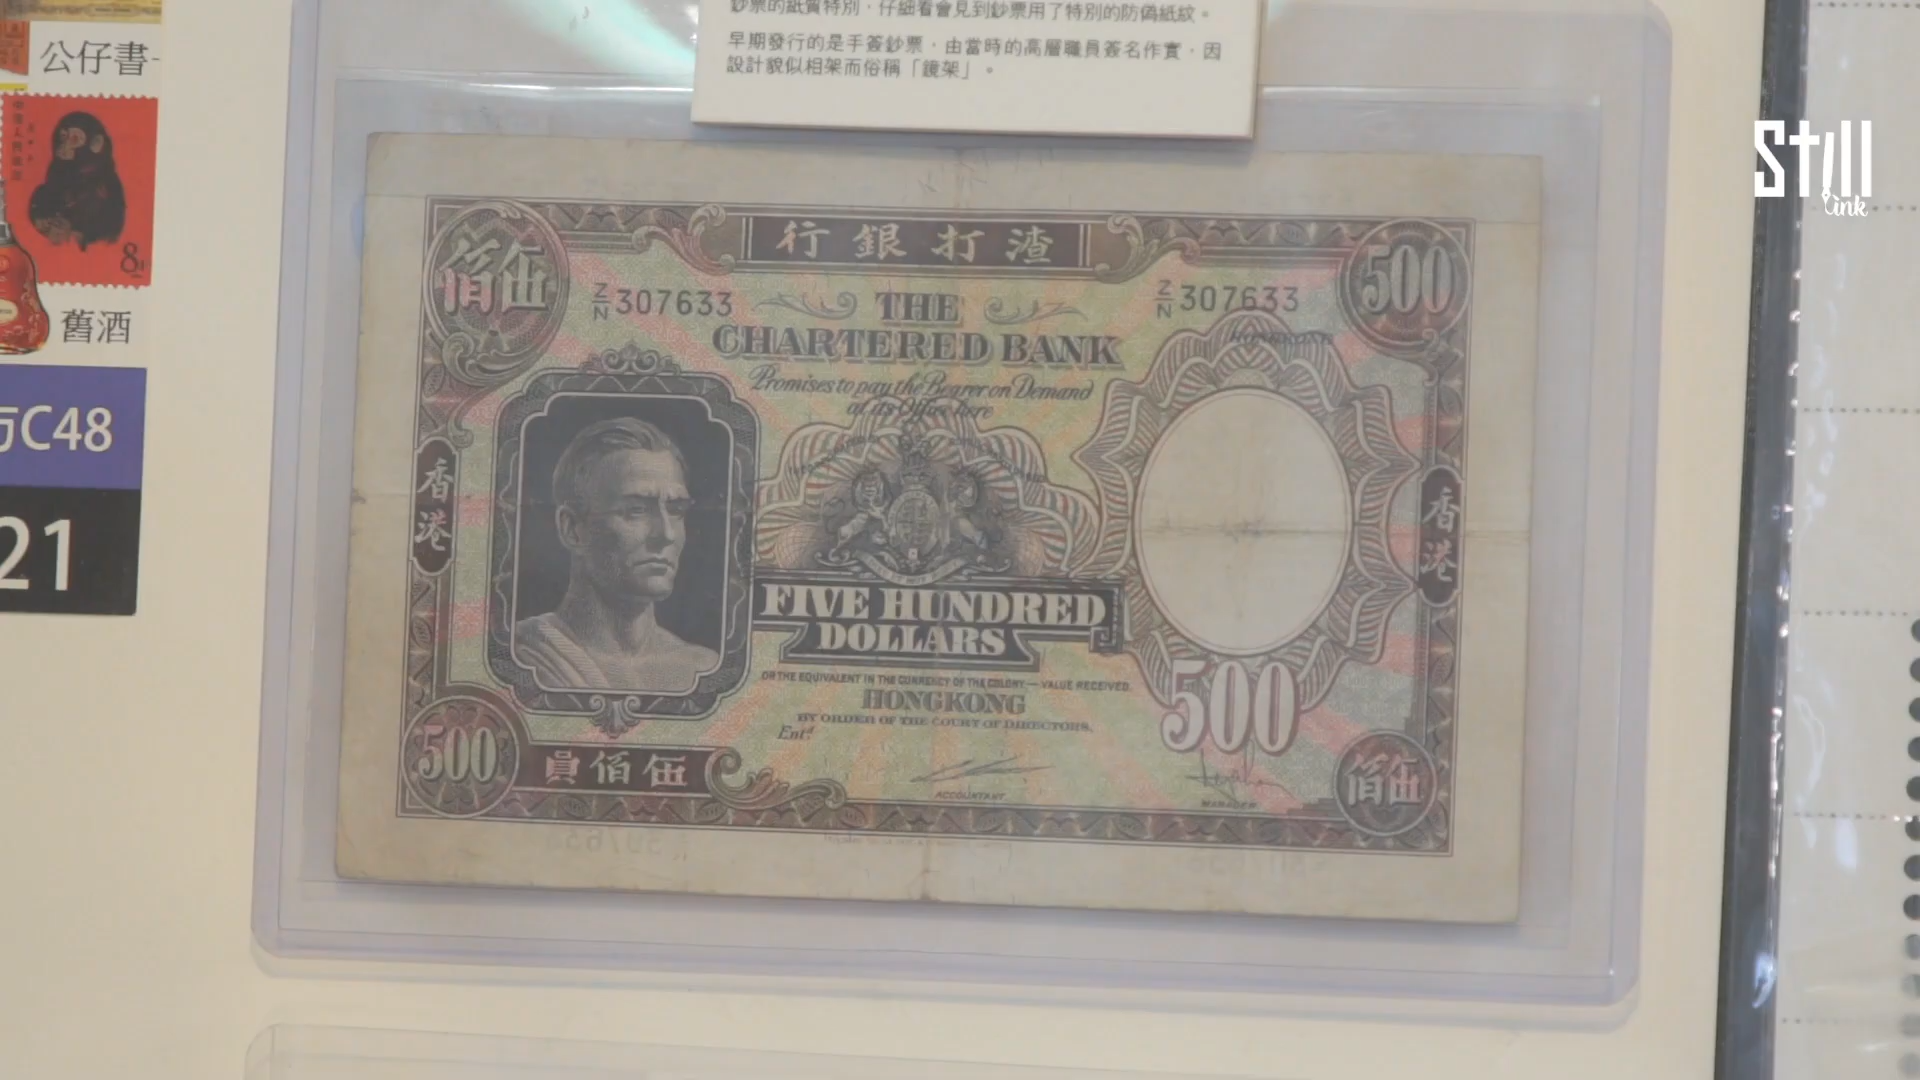 鈔票的紙質特別，仔細看會見到鈔票用了特別的防偽紙紋。
早期發行的是手簽鈔票，由當時的高層職員簽名作實，因
設計貌似相架而俗稱「鏡架」。
公仔書
8
舊酒
C48
21
Still
ink
行銀打渣
佰伍
500
Z/N 307633
Z/N 307633
THE
CHARTERED BANK
HONGKONG
Promises to pay the Bearer on Demand
at its Office here
香港
香港
FIVE HUNDRED
DOLLARS
OR THE EQUIVALENT IN THE CURRENCY OF THE COLONY — VALUE RECEIVED.
HONGKONG
BY ORDER OF THE COURT OF DIRECTORS.
Entd
500
500
員佰伍
佰伍
ACCOUNTANT.
MANAGER